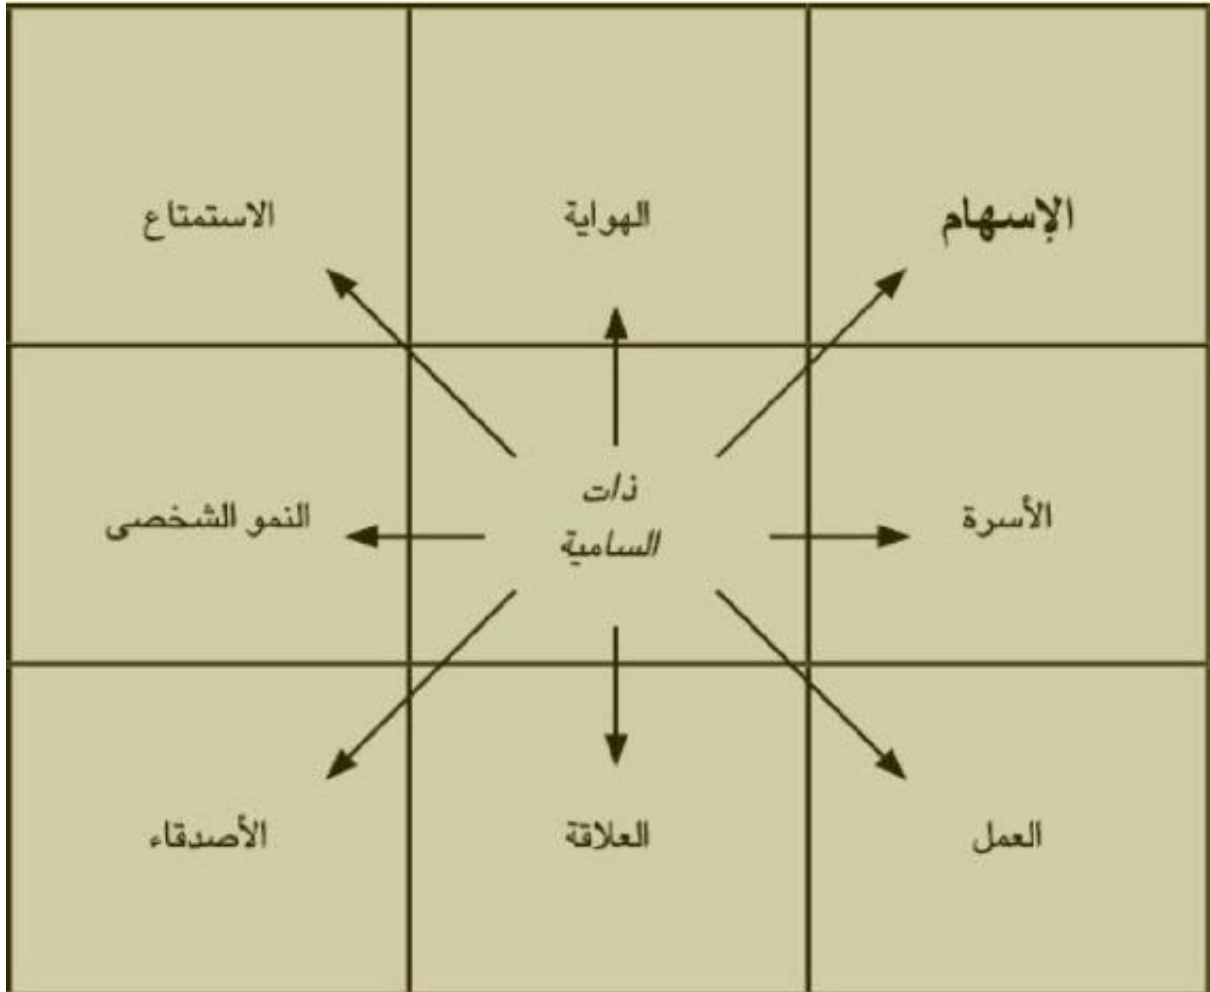 الإسهام
الهواية
الاستمتاع
الأسرة
ذات
السامية
النمو الشخصى
العمل
العلاقة
الأصدقاء